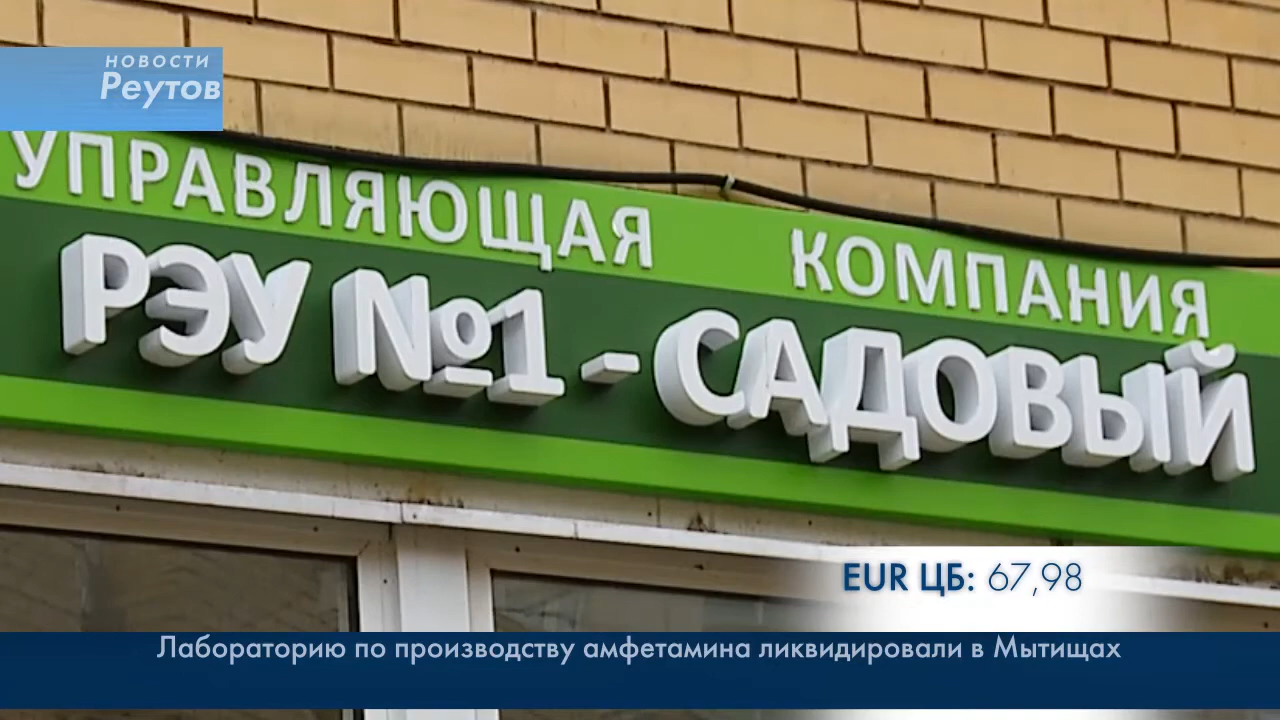 НОВОСТИ
Реутов
УПРАВЛЯЮЩАЯ КОМПАНИЯ
РЭУ №1 - САДОВЫЙ
EUR ЦБ: 67,98
Лабораторию по производству амфетамина ликвидировали в Мытищах